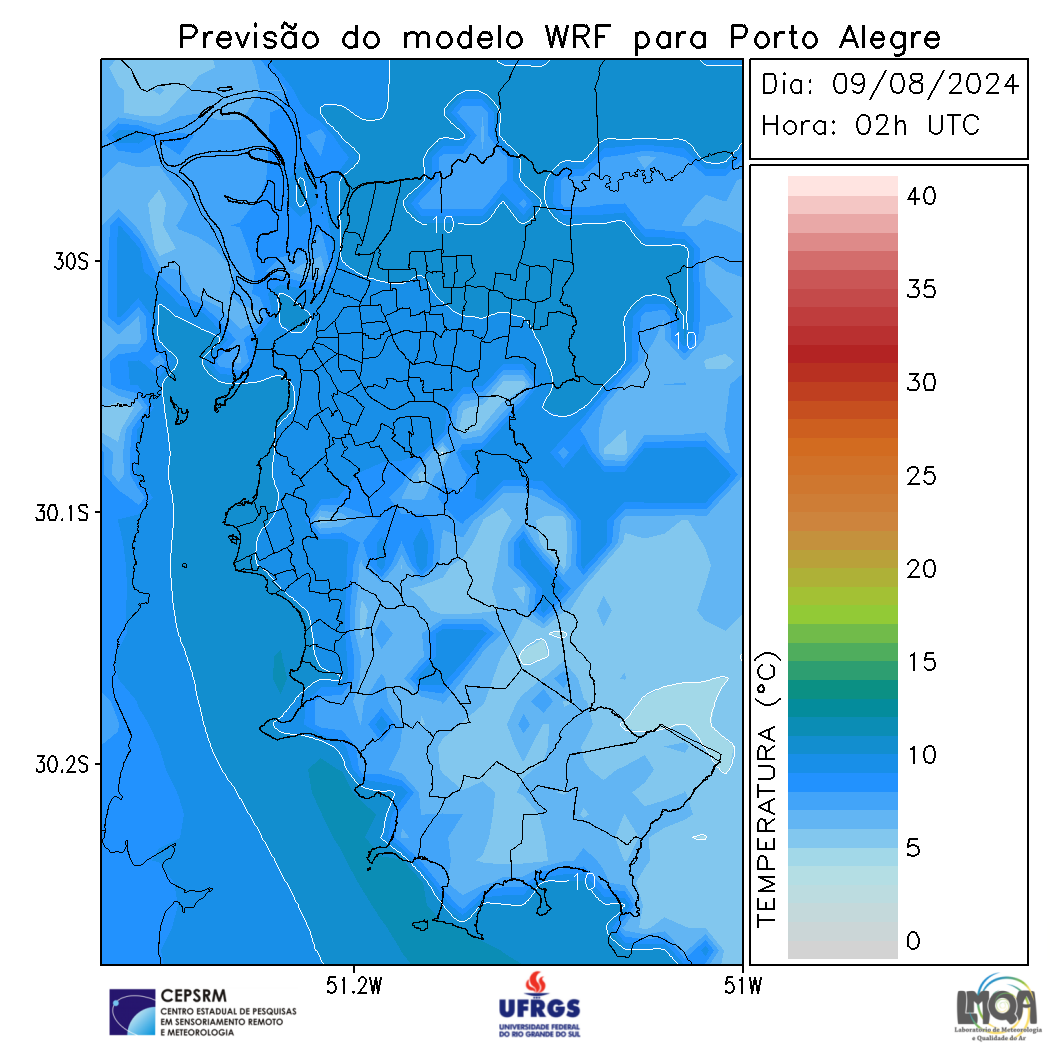 Previsão do modelo WRF para Porto Alegre
Dia: 09/08/2024
Hora: 02h UTC
30S
30.1S
30.2S
51.2W
51W
10
10
10
TEMPERATURA (°C)
40
35
30
25
20
15
10
5
0
CEPSRM
CENTRO ESTADUAL DE PESQUISAS
EM SENSORIAMENTO REMOTO
E METEOROLOGIA
UFRGS
UNIVERSIDADE FEDERAL
DO RIO GRANDE DO SUL
LMQA
Laboratório de Meteorologia
e Qualidade do Ar